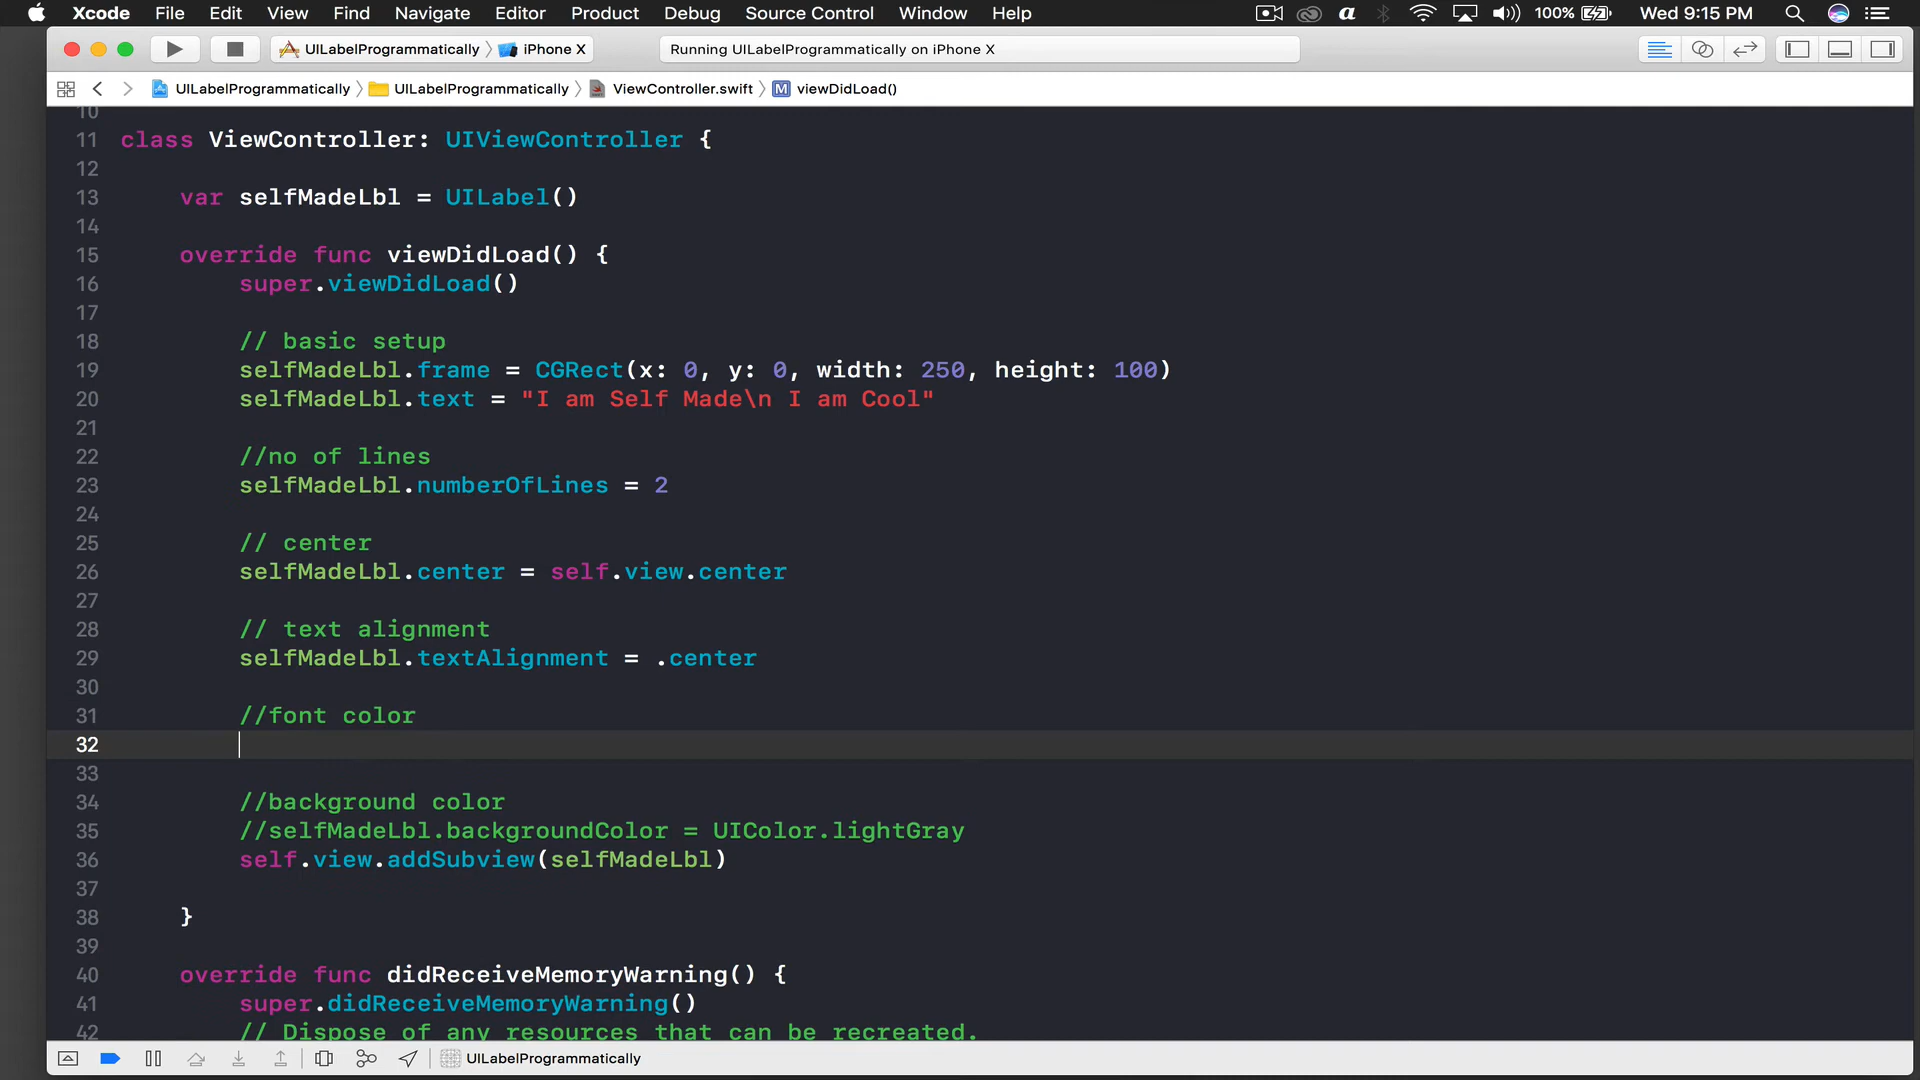 Xcode File Edit View Find Navigate Editor Product Debug Source Control Window Help 100% Wed 9:15 PM
UILabelProgrammatically iPhone X Running UILabelProgrammatically on iPhone X
UILabelProgrammatically UILabelProgrammatically ViewController.swift M viewDidLoad()
10
11 class ViewController: UIViewController {
12
13 var selfMadeLbl = UILabel()
14
15 override func viewDidLoad() {
16 super.viewDidLoad()
17
18 // basic setup
19 selfMadeLbl.frame = CGRect(x: 0, y: 0, width: 250, height: 100)
20 selfMadeLbl.text = "I am Self Made\n I am Cool"
21
22 //no of lines
23 selfMadeLbl.numberOfLines = 2
24
25 // center
26 selfMadeLbl.center = self.view.center
27
28 // text alignment
29 selfMadeLbl.textAlignment = .center
30
31 //font color
32
33
34 //background color
35 //selfMadeLbl.backgroundColor = UIColor.lightGray
36 self.view.addSubview(selfMadeLbl)
37
38 }
39
40 override func didReceiveMemoryWarning() {
41 super.didReceiveMemoryWarning()
42 // Dispose of any resources that can be recreated.
UILabelProgrammatically